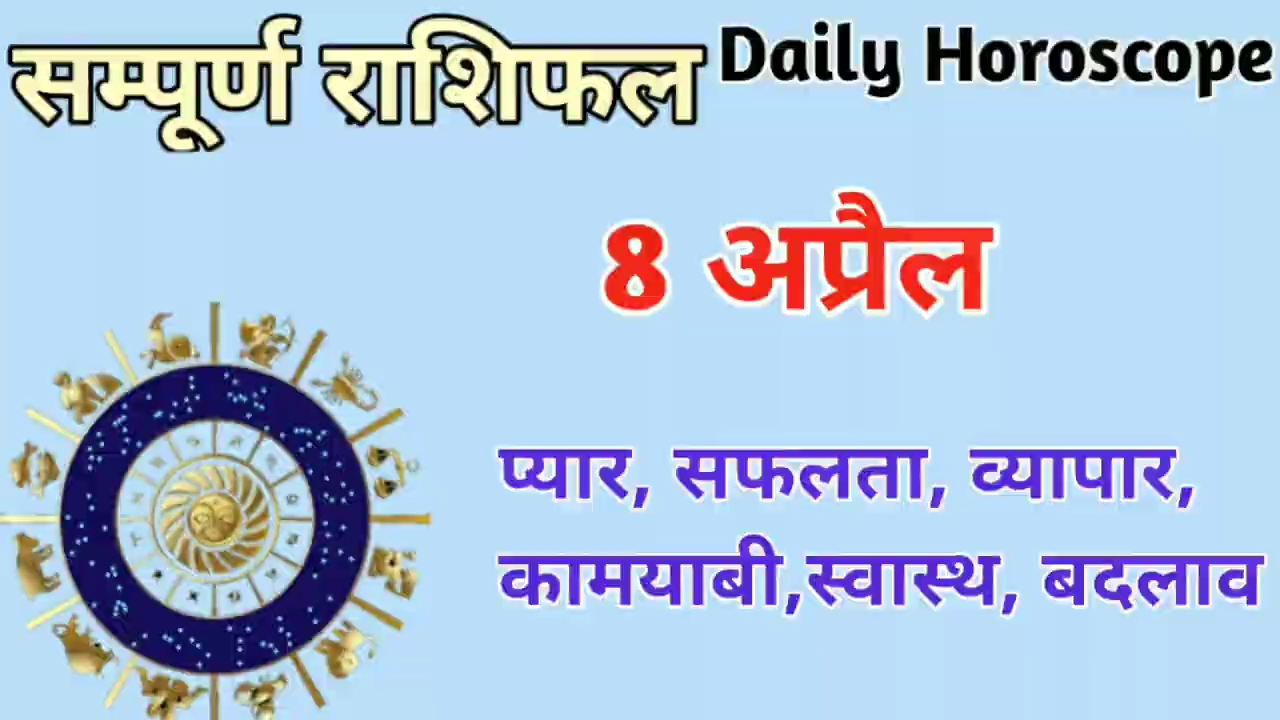 सम्पूर्ण राशिफल Daily Horoscope
8 अप्रैल
प्यार, सफलता, व्यापार,
कामयाबी,स्वास्थ, बदलाव